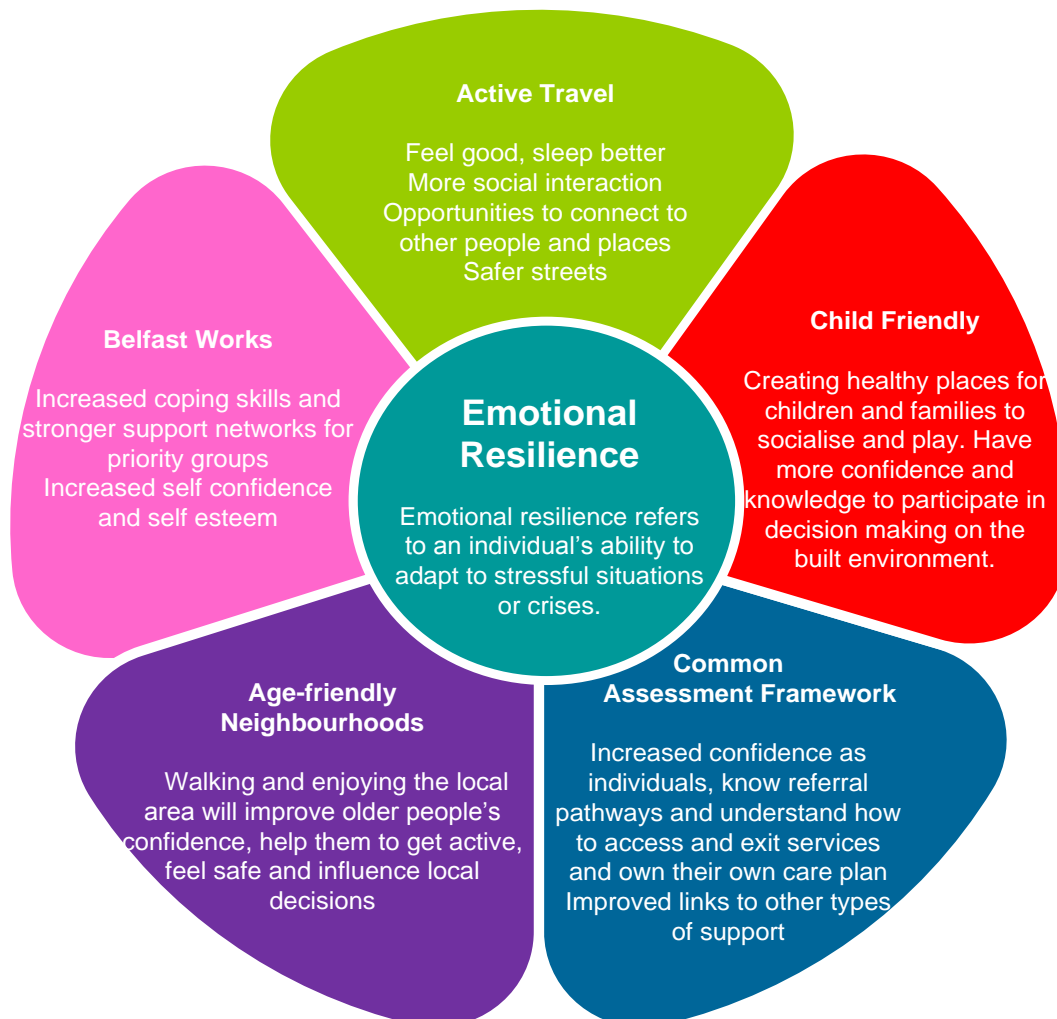 Active Travel
Feel good, sleep better
More social interaction
Opportunities to connect to
other people and places
Safer streets
Child Friendly
Creating healthy places for
children and families to
socialise and play. Have
more confidence and
knowledge to participate in
decision making on the
built environment.
Common
Assessment Framework
Increased confidence as
individuals, know referral
pathways and understand how
to access and exit services
and own their own care plan
Improved links to other types
of support
Age-friendly
Neighbourhoods
Walking and enjoying the local
area will improve older people's
confidence, help them to get active,
feel safe and influence local
decisions
Belfast Works
Increased coping skills and
stronger support networks for
priority groups
Increased self confidence
and self esteem
Emotional
Resilience
Emotional resilience refers
to an individual's ability to
adapt to stressful situations
or crises.